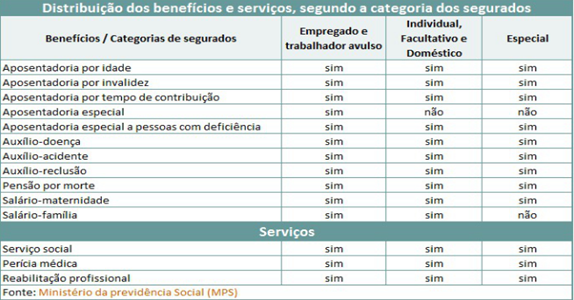 Distribuição dos benefícios e serviços, segundo a categoria dos segurados
Benefícios / Categorias de segurados Empregado e trabalhador avulso Individual, Facultativo e Doméstico Especial
Aposentadoria por idade sim sim sim
Aposentadoria por invalidez sim sim sim
Aposentadoria por tempo de contribuição sim sim sim
Aposentadoria especial sim não não
Aposentadoria especial a pessoas com deficiência sim sim sim
Auxílio-doença sim sim sim
Auxílio-acidente sim sim sim
Auxílio-reclusão sim sim sim
Pensão por morte sim sim sim
Salário-maternidade sim sim sim
Salário-família sim sim não
Serviços
Serviço social sim sim sim
Perícia médica sim sim sim
Reabilitação profissional sim sim sim
Fonte: Ministério da previdência Social (MPS)